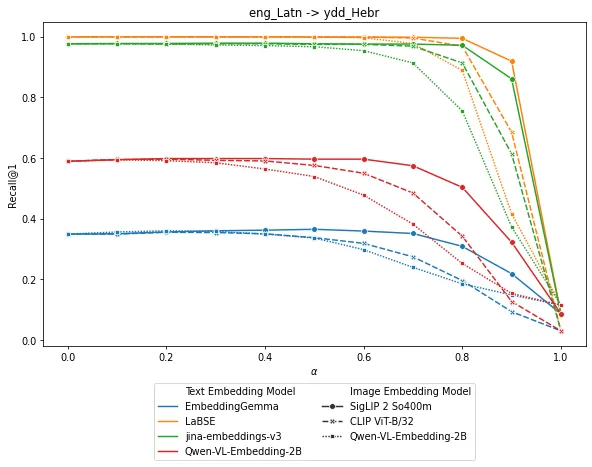 eng_Latn -> ydd_Hebr
Recall@1
1.0
0.8
0.6
0.4
0.2
0.0
0.0 0.2 0.4 0.6 0.8 1.0
α
Text Embedding Model
EmbeddingGemma
LaBSE
jina-embeddings-v3
Qwen-VL-Embedding-2B
Image Embedding Model
SigLIP 2 So400m
CLIP ViT-B/32
Qwen-VL-Embedding-2B